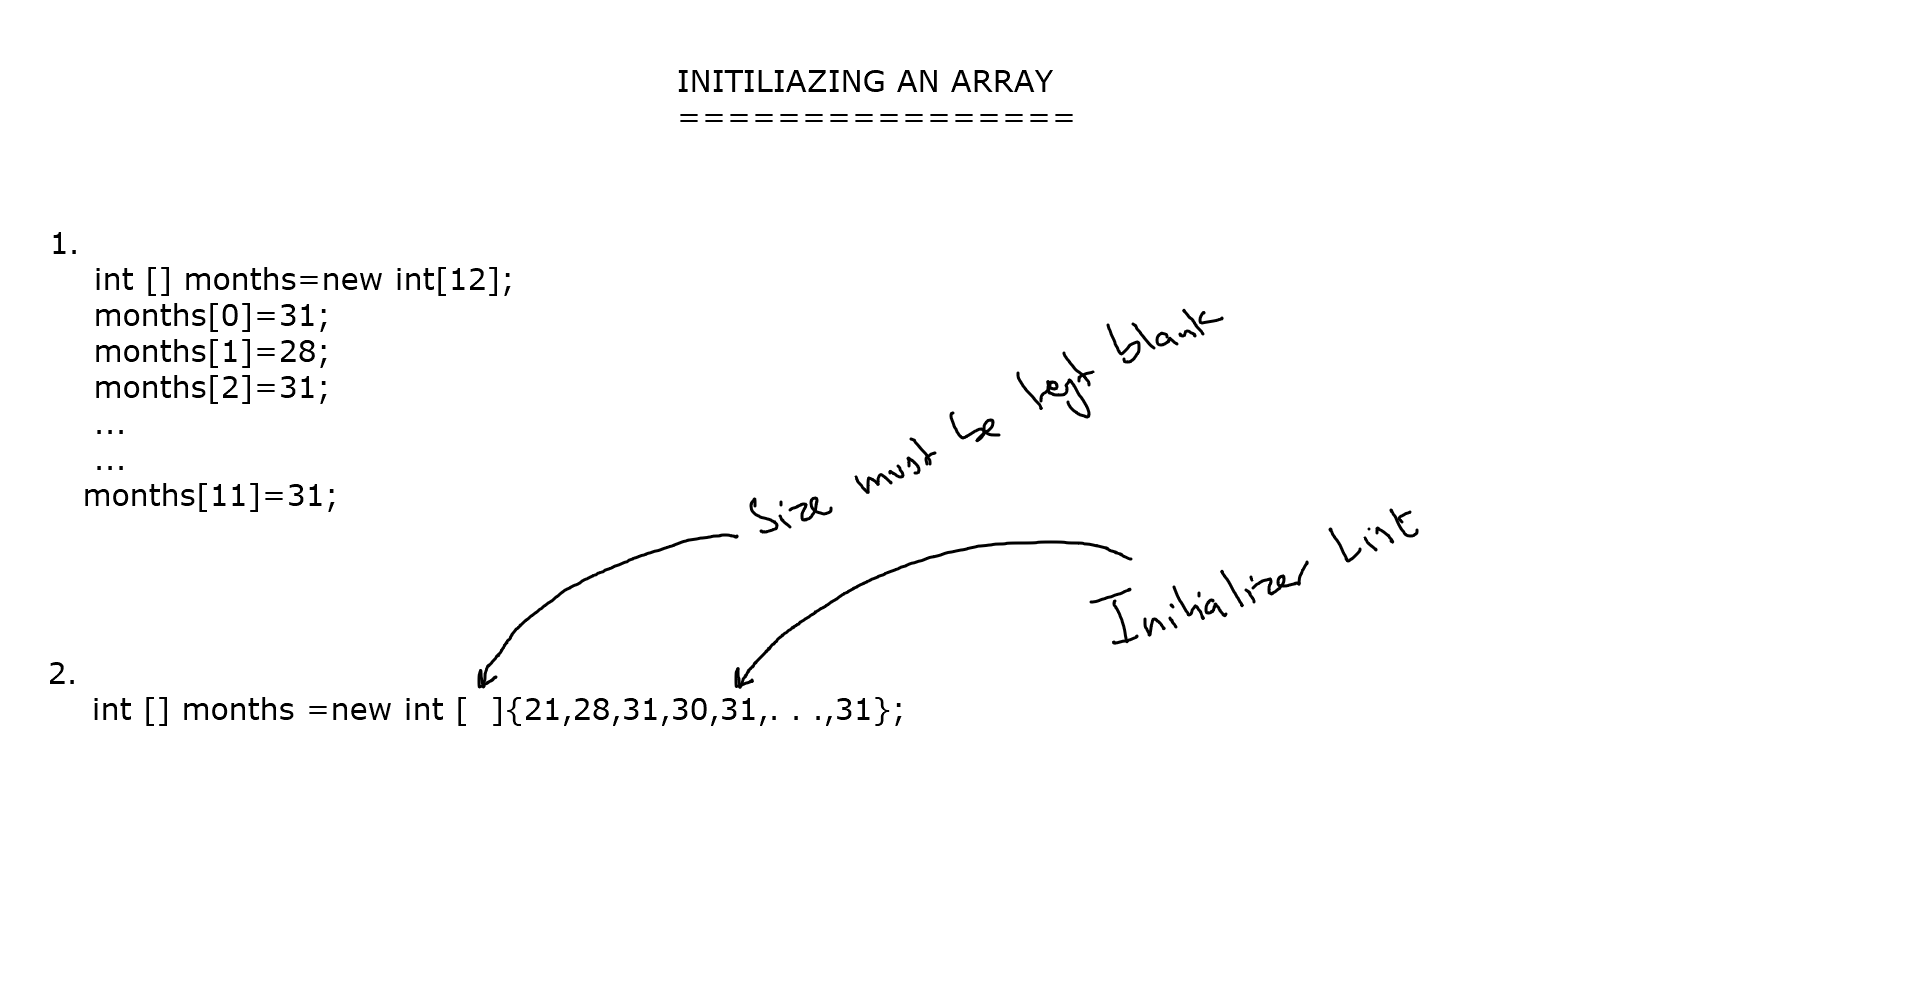 INITILIAZING AN ARRAY
================
1.
int [] months=new int[12];
months[0]=31;
months[1]=28;
months[2]=31;
...
...
months[11]=31;
Size must be kept blank
Initializer List
2.
int [] months =new int [  ]{21,28,31,30,31,. . .,31};